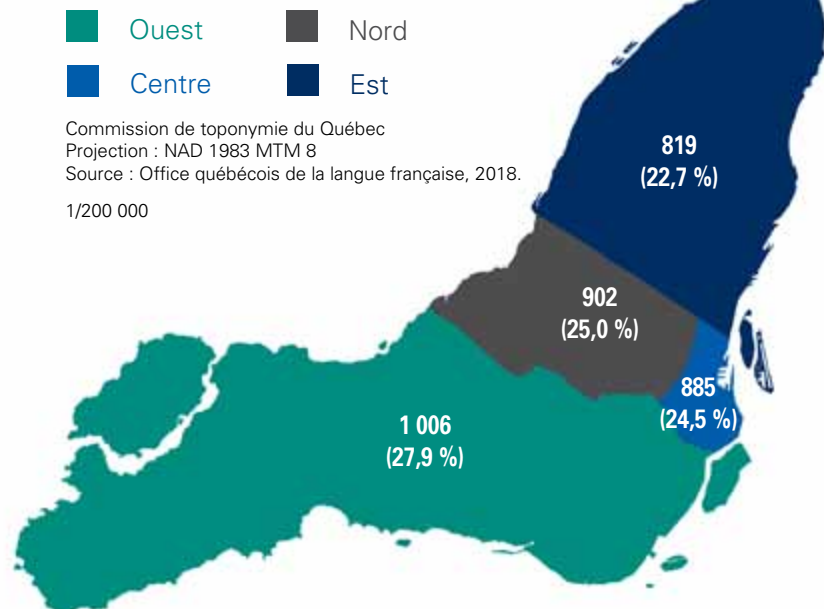 Ouest
Nord
Centre
Est
Commission de toponymie du Québec
Projection : NAD 1983 MTM 8
Source : Office québécois de la langue française, 2018.
1/200 000
819
(22,7 %)
902
(25,0 %)
885
(24,5 %)
1 006
(27,9 %)